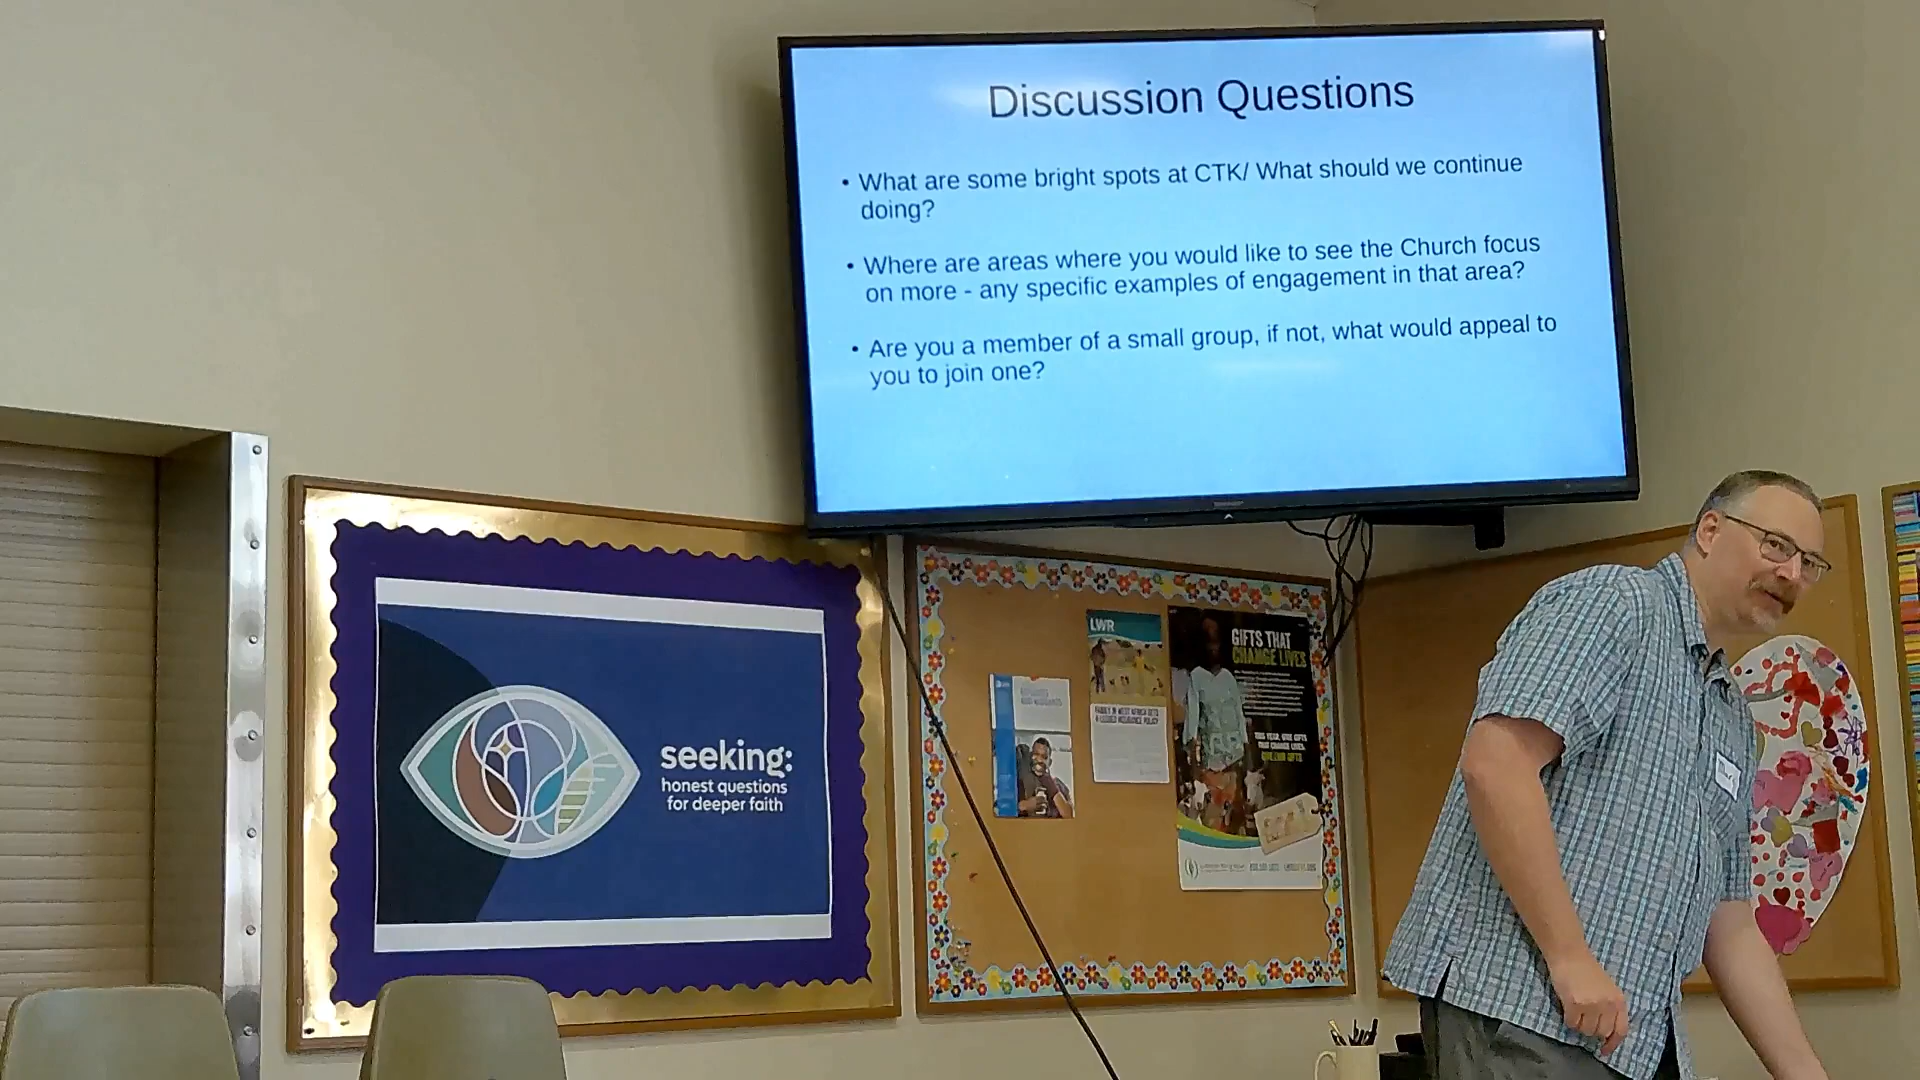 Discussion Questions
• What are some bright spots at CTK/ What should we continue
doing?
• Where are areas where you would like to see the Church focus
on more - any specific examples of engagement in that area?
• Are you a member of a small group, if not, what would appeal to
you to join one?
seeking:
honest questions
for deeper faith
LWR
GIFTS THAT
CHANGE LIVES